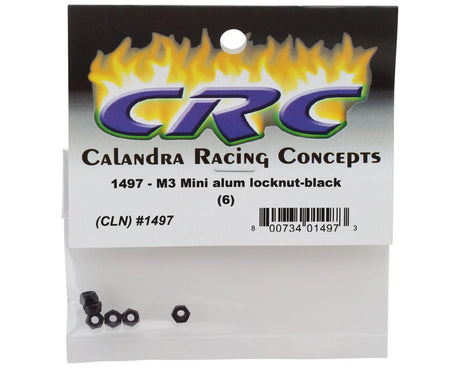 CRC
CALANDRA RACING CONCEPTS
1497 - M3 Mini alum locknut-black
(6)
(CLN) #1497
8 00734 01497 3